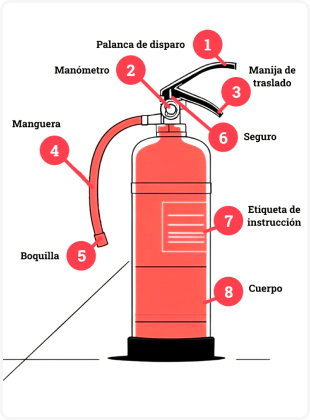 Palanca de disparo
1
Manómetro
2
Manija de
traslado
3
Manguera
4
6
Seguro
Etiqueta de
instrucción
7
Boquilla
5
8
Cuerpo